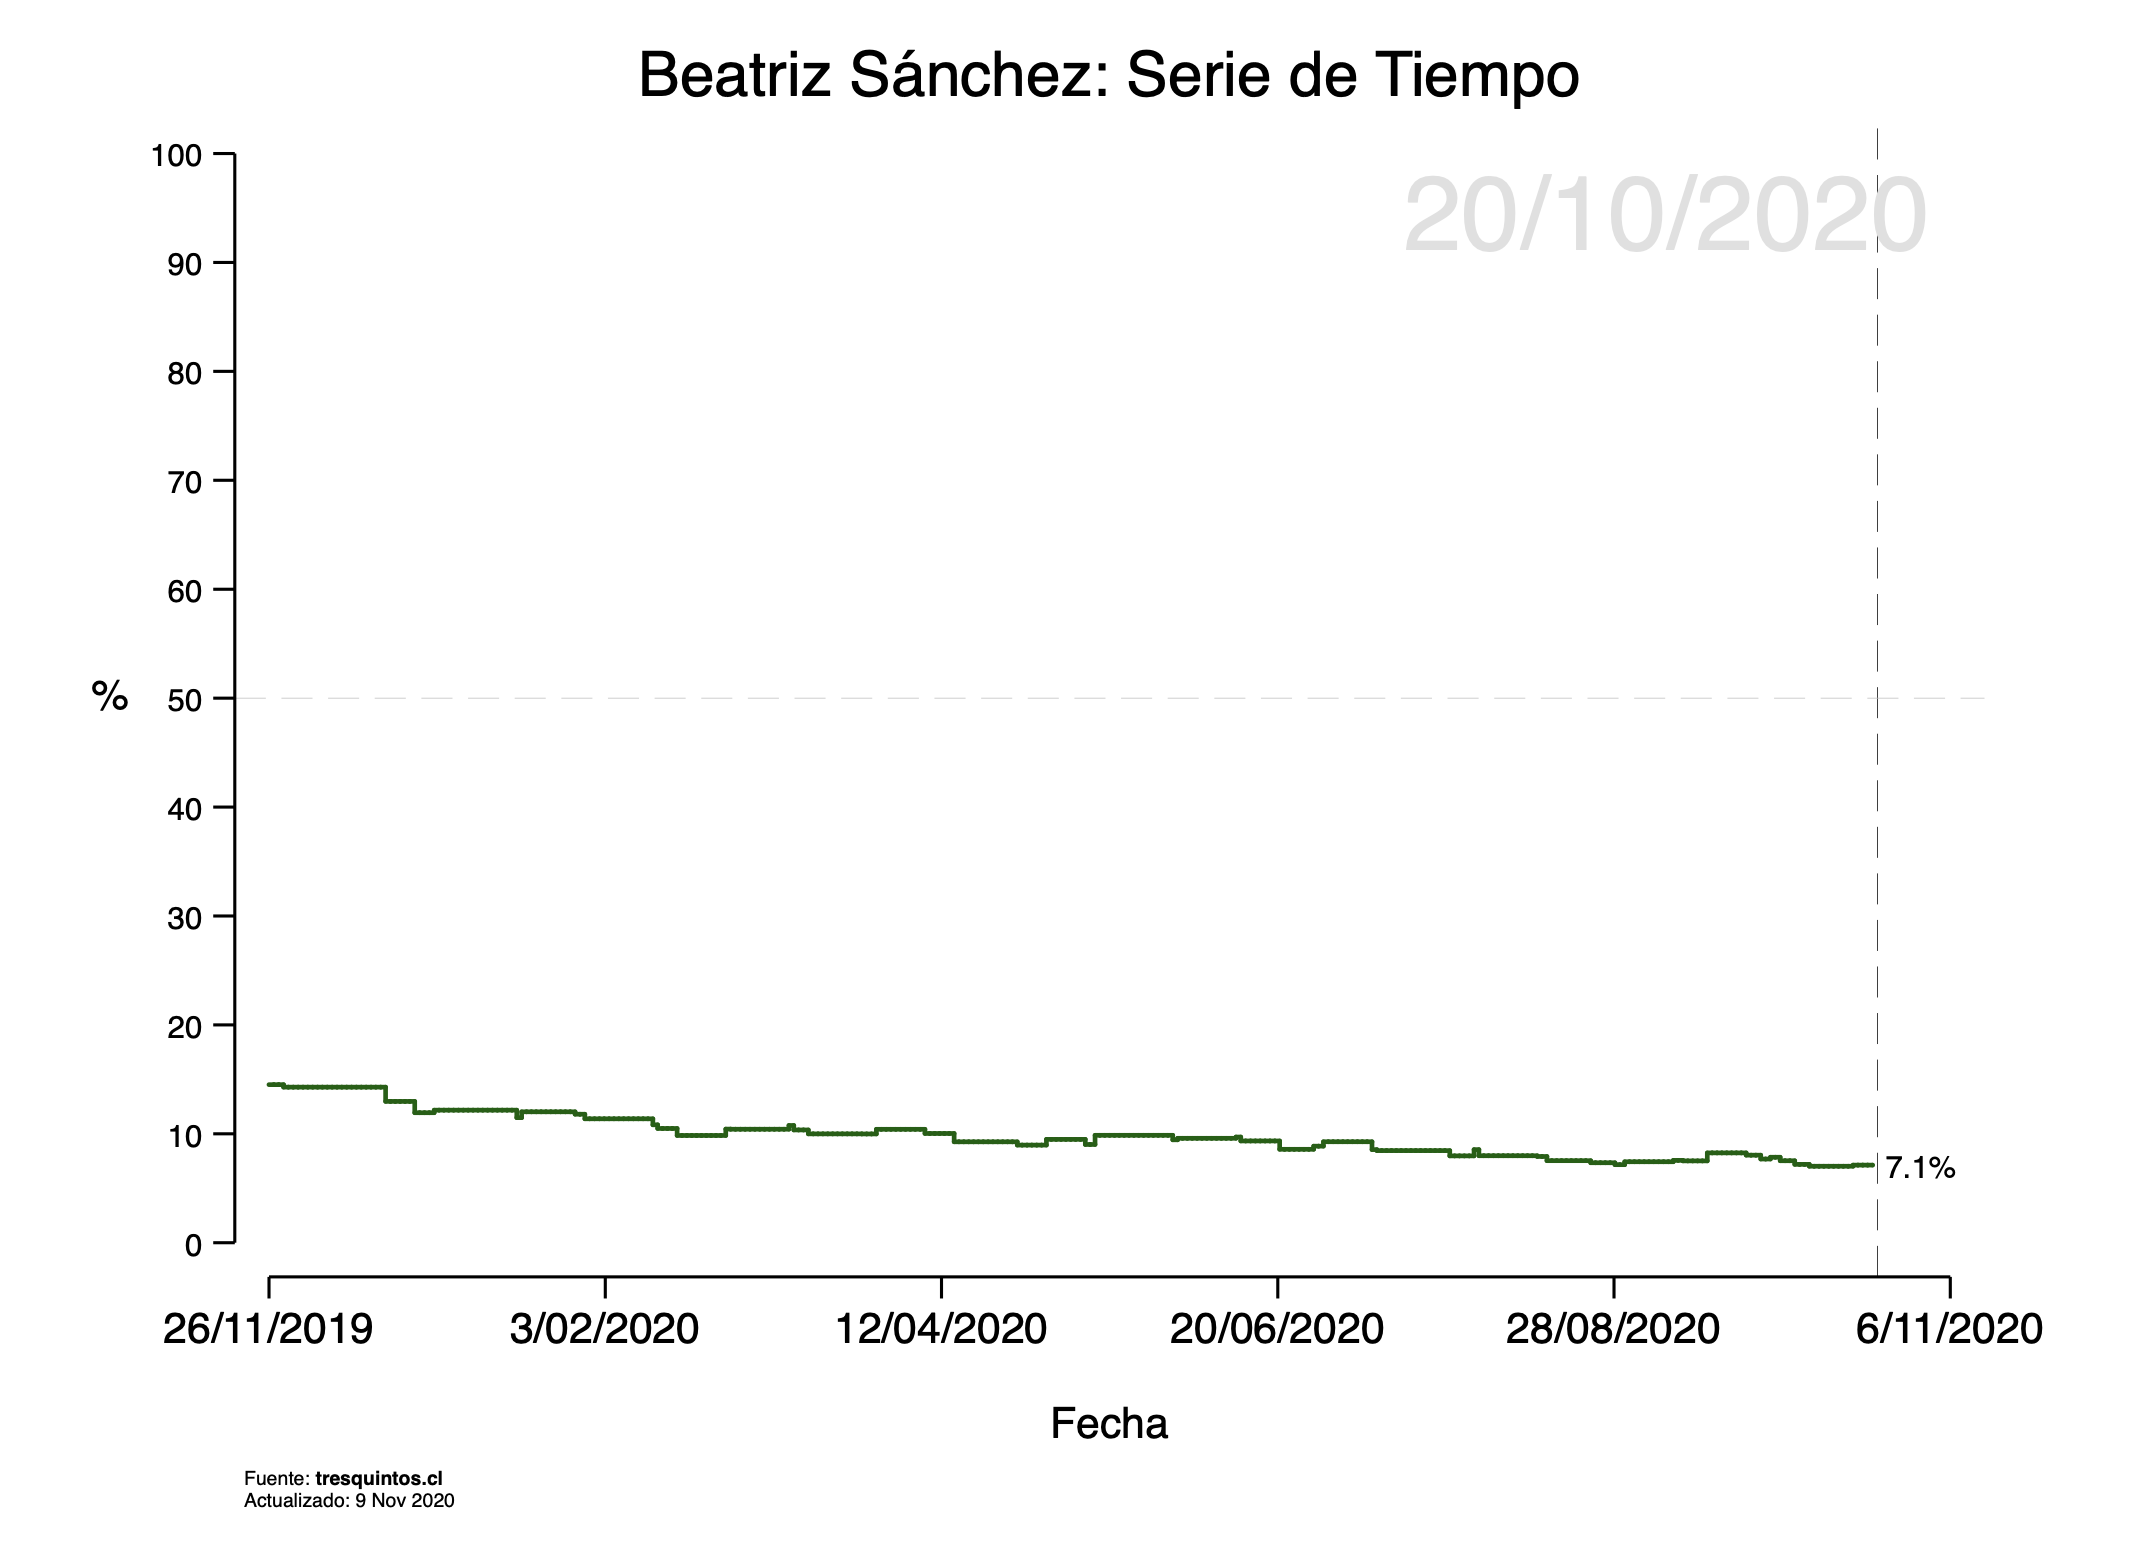 Beatriz Sánchez: Serie de Tiempo
20/10/2020
100
90
80
70
60
50
40
30
20
10
0
%
7.1%
26/11/2019 3/02/2020 12/04/2020 20/06/2020 28/08/2020 6/11/2020
Fecha
Fuente: tresquintos.cl
Actualizado: 9 Nov 2020